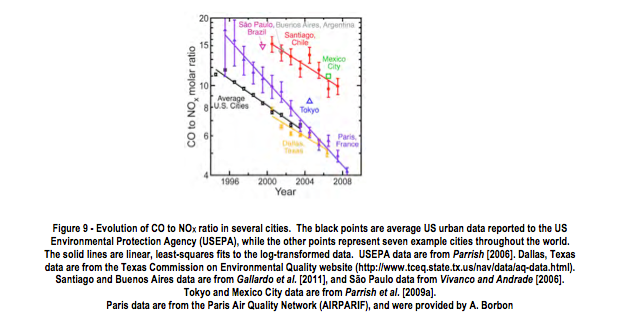 20
São Paulo, Buenos Aires, Argentina
Brazil
Santiago,
Chile
15
Mexico
City
CO to NOx molar ratio
10
Average
U.S. Cities
8
Tokyo
6
Dallas,
Texas
Paris,
France
4
1996 2000 2004 2008
Year
Figure 9 - Evolution of CO to NOx ratio in several cities. The black points are average US urban data reported to the US
Environmental Protection Agency (USEPA), while the other points represent seven example cities throughout the world.
The solid lines are linear, least-squares fits to the log-transformed data. USEPA data are from Parrish [2006]. Dallas, Texas
data are from the Texas Commission on Environmental Quality website (http://www.tceq.state.tx.us/nav/data/aq-data.html).
Santiago and Buenos Aires data are from Gallardo et al. [2011], and São Paulo data from Vivanco and Andrade [2006].
Tokyo and Mexico City data are from Parrish et al. [2009a].
Paris data are from the Paris Air Quality Network (AIRPARIF), and were provided by A. Borbon